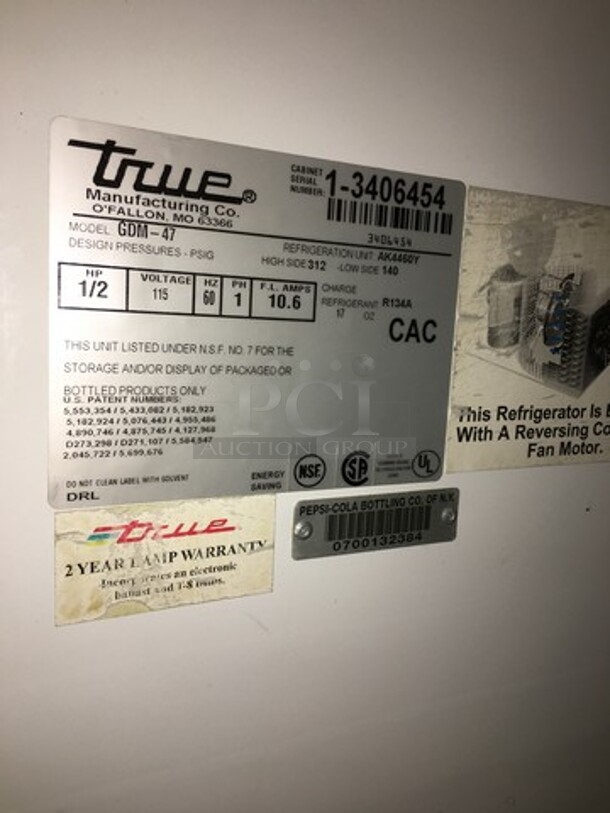 true®
Manufacturing Co.
O'FALLON, MO 63366
CABINET
SERIAL
NUMBER: 1-3406454
3406454
MODEL GDM-47
DESIGN PRESSURES - PSIG
REFRIGERATION UNIT AK4460Y
HIGH SIDE 312 -LOW SIDE 140
HP VOLTAGE HZ PH F.L. AMPS
1/2 115 60 1 10.6
CHARGE
REFRIGERANT R134A
17 OZ
CAC
THIS UNIT LISTED UNDER N.S.F. NO. 7 FOR THE
STORAGE AND/OR DISPLAY OF PACKAGED OR
BOTTLED PRODUCTS ONLY
U.S. PATENT NUMBERS:
5,553,354 / 5,433,082 / 5,182,923
5,182,924 / 5,076,443 / 4,955,486
4,890,746 / 4,875,745 / 4,127,968
D273,298 / D271,107 / 5,584,547
2,045,722 / 5,699,676
DO NOT CLEAN LABEL WITH SOLVENT
DRL
ENERGY
SAVING
NSF
UL
PCI
AUCTION GROUP
This Refrigerator Is
With A Reversing
Fan Motor.
true
2 YEAR LAMP WARRANTY
Incorporates an electronic
ballast and T-8
PEPSI-COLA BOTTLING CO. OF N.Y.
0700132384